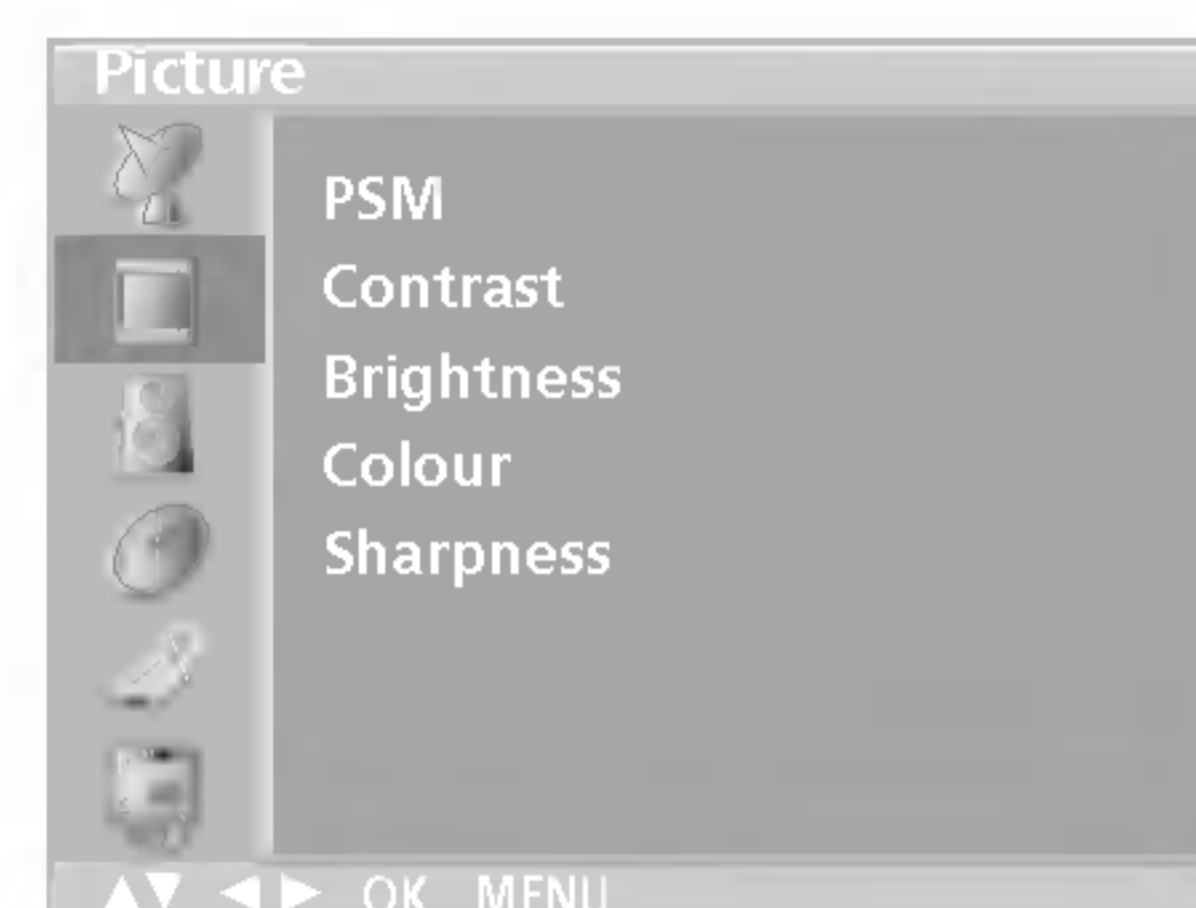 Picture
PSM
Contrast
Brightness
Colour
Sharpness
▲▼ ◀▶ OK MENU